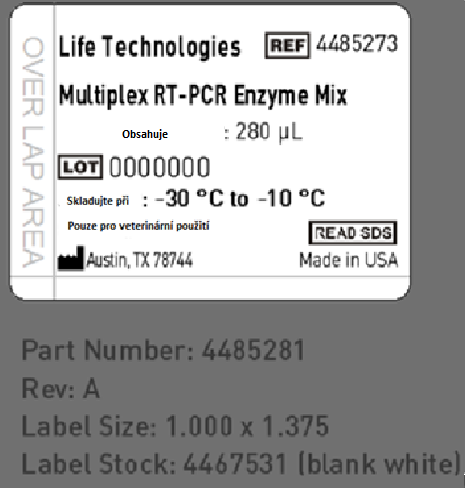 OVER LAP AREA
Life Technologies REF 4485273
Multiplex RT-PCR Enzyme Mix
Obsahuje : 280 µL
LOT 0000000
Skladujte při : −30 °C to −10 °C
Pouze pro veterinární použití
READ SDS
Austin, TX 78744 Made in USA
Part Number: 4485281
Rev: A
Label Size: 1.000 x 1.375
Label Stock: 4467531 (blank white)